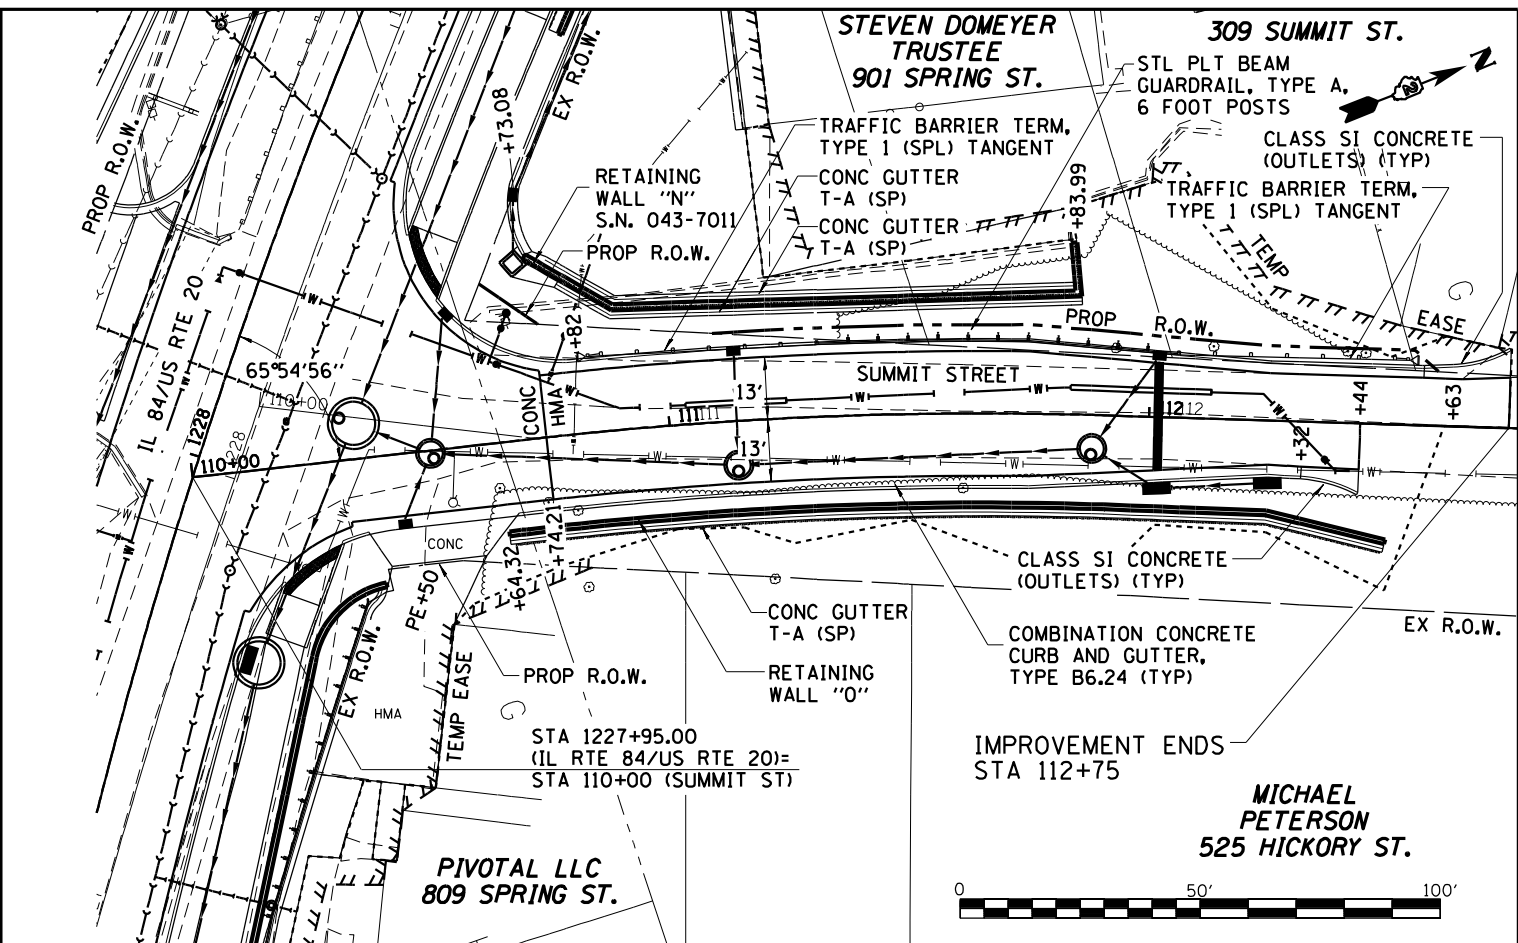 STEVEN DOMEYER
TRUSTEE
901 SPRING ST.
309 SUMMIT ST.
N
STL PLT BEAM
GUARDRAIL, TYPE A,
6 FOOT POSTS
CLASS SI CONCRETE
(OUTLETS) (TYP)
TRAFFIC BARRIER TERM,
TYPE 1 (SPL) TANGENT
TRAFFIC BARRIER TERM,
TYPE 1 (SPL) TANGENT
CONC GUTTER
T-A (SP)
CONC GUTTER
T-A (SP)
RETAINING
WALL "N"
S.N. 043-7011
PROP R.O.W.
EX R.O.W.
+73.08
+83.99
PROP R.O.W.
TEMP
EASE
PROP R.O.W.
IL 84/US RTE 20
65°54'56"
110+00
1228
1228
110+00
+82
CONC
HMA
SUMMIT STREET
13'
13'
111
111
112
112
+44
+63
+32
W
+74.21
+64.32
CONC
PE+50
EX R.O.W.
HMA
TEMP EASE
PROP R.O.W.
G
G
CLASS SI CONCRETE
(OUTLETS) (TYP)
CONC GUTTER
T-A (SP)
RETAINING
WALL "O"
COMBINATION CONCRETE
CURB AND GUTTER,
TYPE B6.24 (TYP)
EX R.O.W.
STA 1227+95.00
(IL RTE 84/US RTE 20)=
STA 110+00 (SUMMIT ST)
IMPROVEMENT ENDS
STA 112+75
MICHAEL
PETERSON
525 HICKORY ST.
PIVOTAL LLC
809 SPRING ST.
0 50' 100'